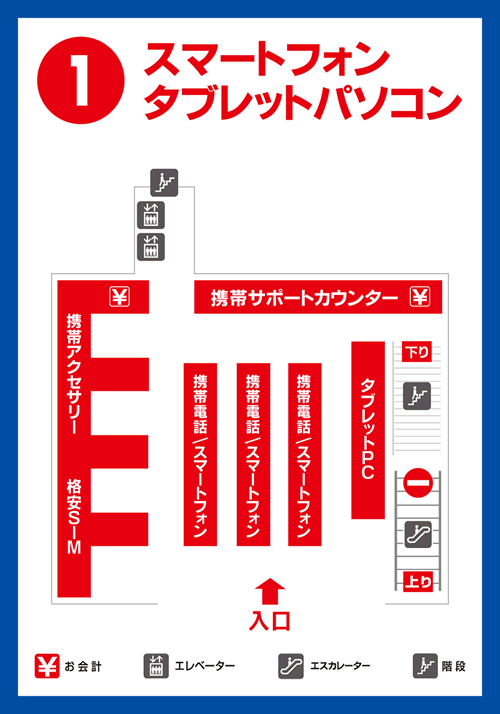 1
スマートフォン
タブレットパソコン
¥
携帯サポートカウンター ¥
携帯アクセサリー
格安SIM
携帯電話/スマートフォン
携帯電話/スマートフォン
携帯電話/スマートフォン
タブレットPC
下り
上り
入口
¥ お会計
エレベーター
エスカレーター
階段